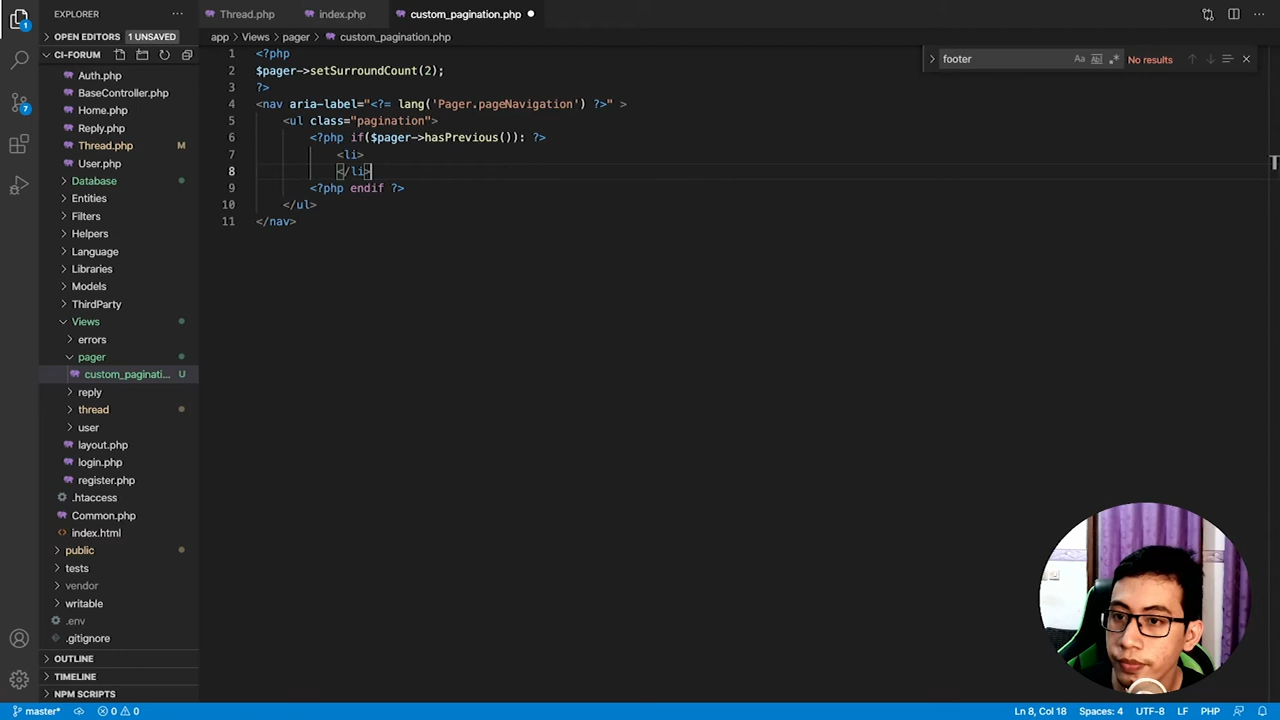 EXPLORER
OPEN EDITORS 1 UNSAVED
CI-FORUM
Auth.php
BaseController.php
Home.php
Reply.php
Thread.php M
User.php
Database
Entities
Filters
Helpers
Language
Libraries
Models
ThirdParty
Views
errors
pager
custom_paginati... U
reply
thread
user
layout.php
login.php
register.php
.htaccess
Common.php
index.html
public
tests
vendor
writable
.env
.gitignore
OUTLINE
TIMELINE
NPM SCRIPTS
1
7
Thread.php index.php custom_pagination.php
app > Views > pager > custom_pagination.php
footer Aa Abl .* No results
1 <?php
2 $pager->setSurroundCount(2);
3 ?>
4 <nav aria-label="<?= lang('Pager.pageNavigation') ?>" >
5 <ul class="pagination">
6 <?php if($pager->hasPrevious()): ?>
7 <li>
8 </li>
9 <?php endif ?>
10 </ul>
11 </nav>
master* 0 0 Ln 8, Col 18 Spaces: 4 UTF-8 LF PHP